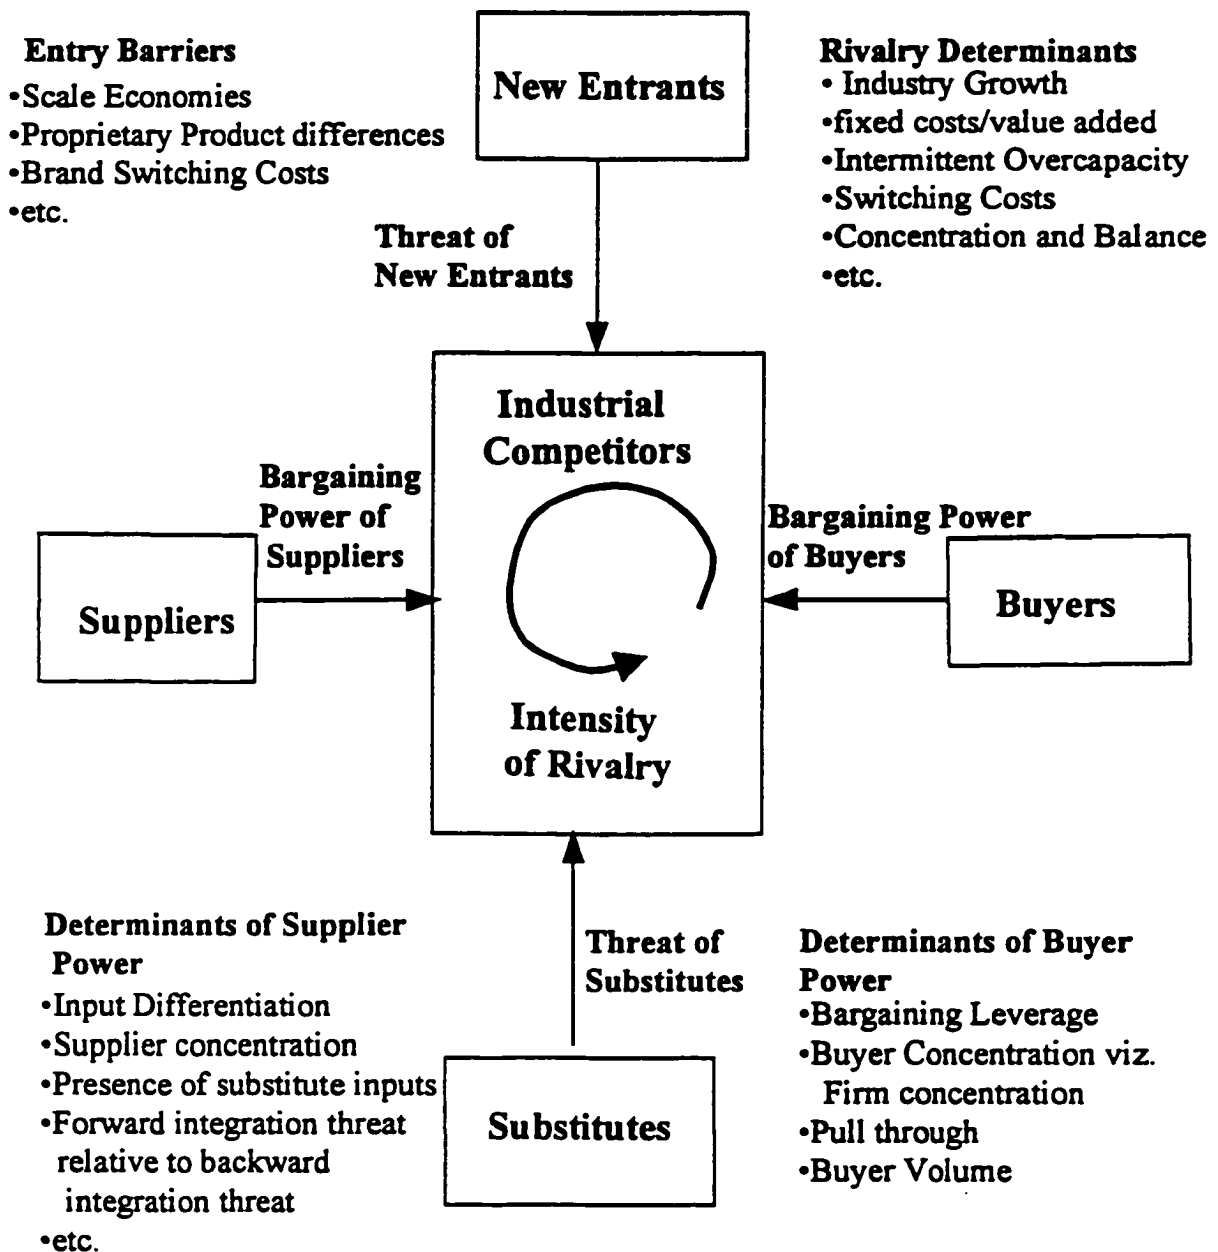 Entry Barriers
•Scale Economies
•Proprietary Product differences
•Brand Switching Costs
•etc.
New Entrants
Rivalry Determinants
• Industry Growth
•fixed costs/value added
•Intermittent Overcapacity
•Switching Costs
•Concentration and Balance
•etc.
Threat of
New Entrants
Industrial
Competitors
Bargaining
Power of
Suppliers
Suppliers
Bargaining Power
of Buyers
Buyers
Intensity
of Rivalry
Determinants of Supplier
Power
•Input Differentiation
•Supplier concentration
•Presence of substitute inputs
•Forward integration threat
relative to backward
integration threat
•etc.
Threat of
Substitutes
Substitutes
Determinants of Buyer
Power
•Bargaining Leverage
•Buyer Concentration viz.
Firm concentration
•Pull through
•Buyer Volume